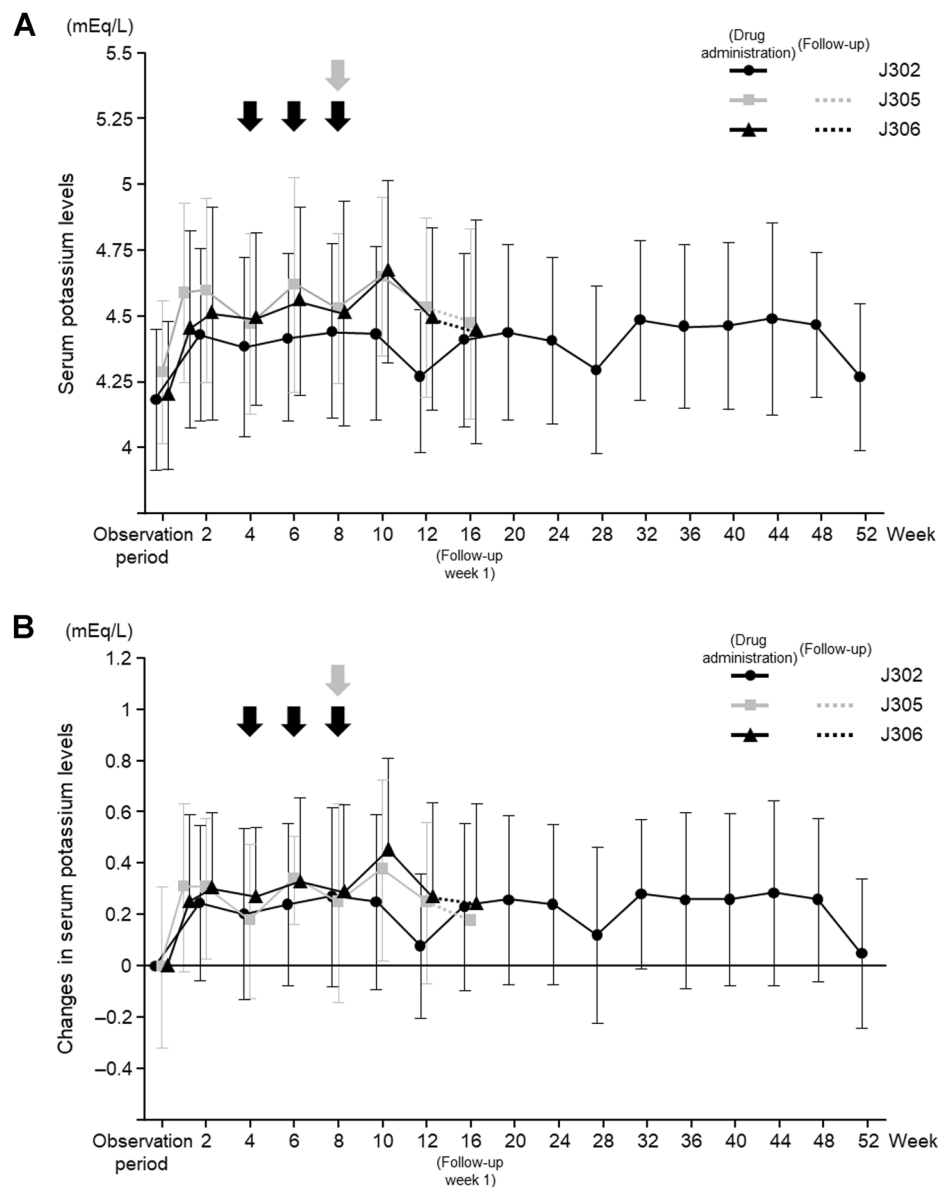 A
(mEq/L)
(Drug
administration)
(Follow-up)
J302
J305
J306
Serum potassium levels
5.5
5.25
5
4.75
4.5
4.25
4
Observation
period
2 4 6 8 10 12 16 20 24 28 32 36 40 44 48 52 Week
(Follow-up
week 1)
B
(mEq/L)
(Drug
administration)
(Follow-up)
J302
J305
J306
Changes in serum potassium levels
1.2
1
0.8
0.6
0.4
0.2
0
–0.2
–0.4
Observation
period
2 4 6 8 10 12 16 20 24 28 32 36 40 44 48 52 Week
(Follow-up
week 1)